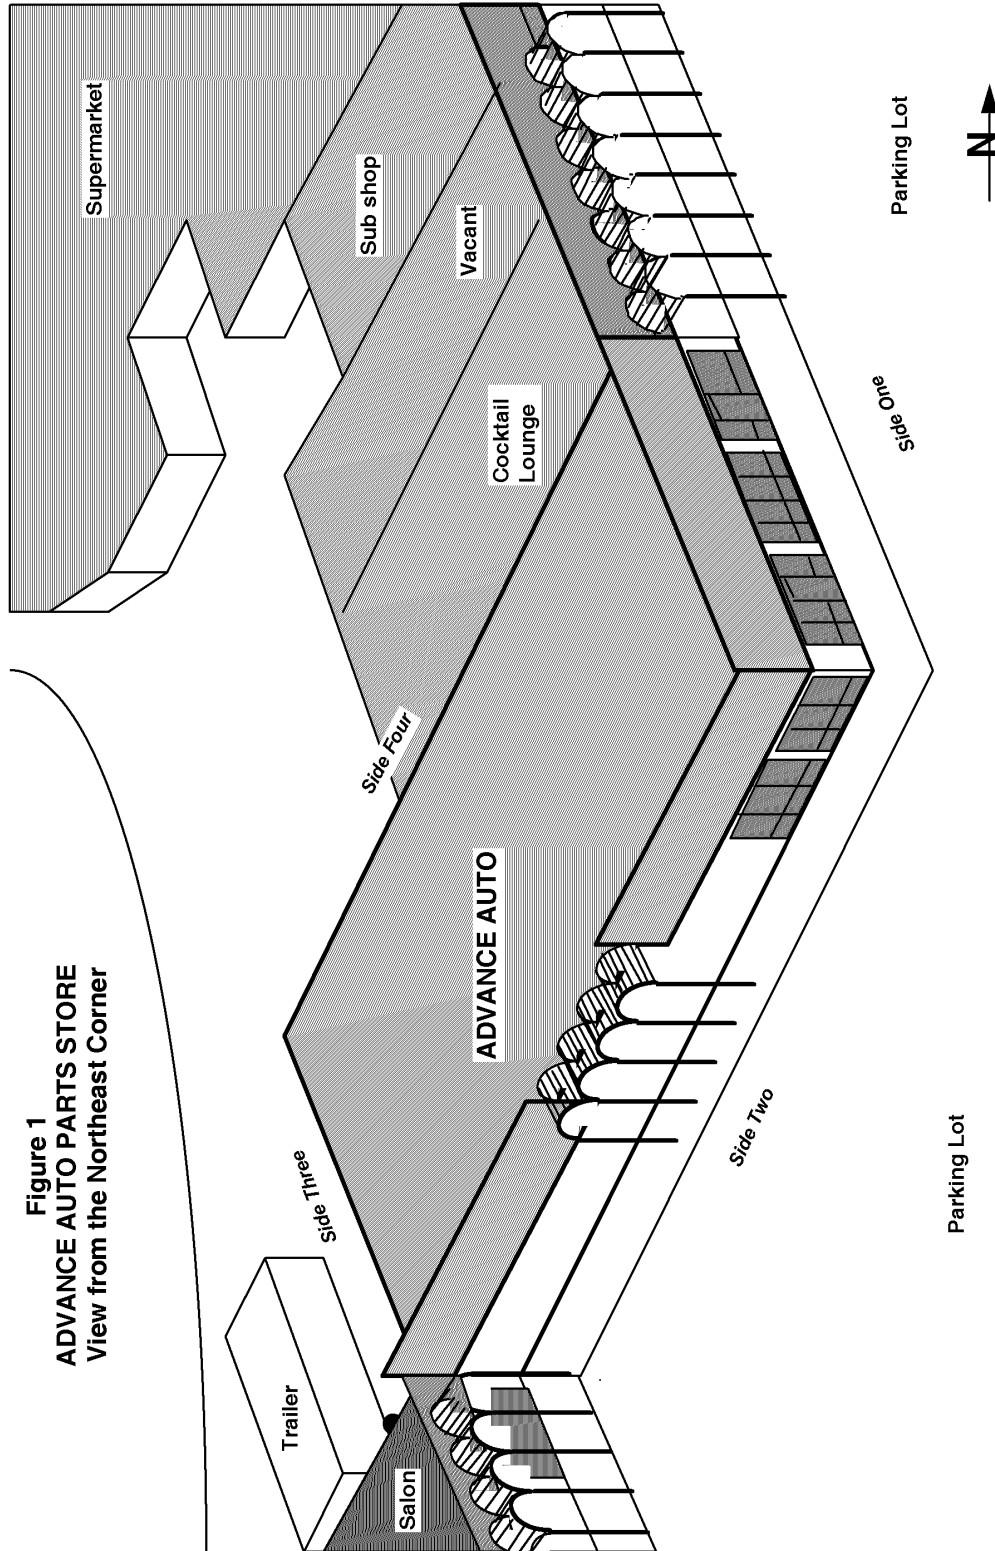 Figure 1
ADVANCE AUTO PARTS STORE
View from the Northeast Corner
Supermarket
Sub shop
Vacant
Cocktail
Lounge
Side Four
ADVANCE AUTO
Side Three
Trailer
Salon
Side Two
Side One
Parking Lot
Parking Lot
N